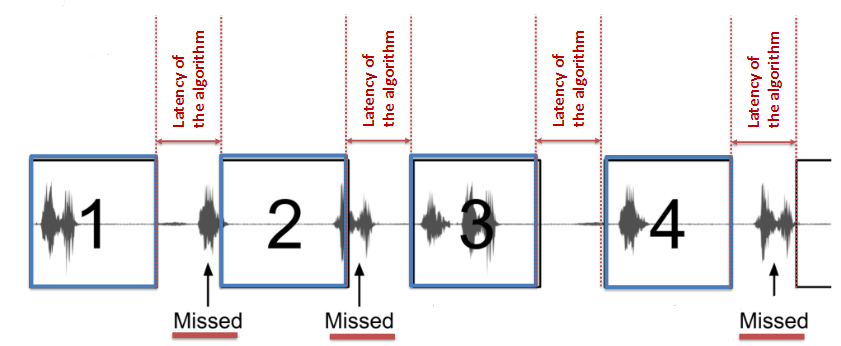 Latency of
the algorithm
Latency of
the algorithm
Latency of
the algorithm
Latency of
the algorithm
1
2
3
4
Missed
Missed
Missed